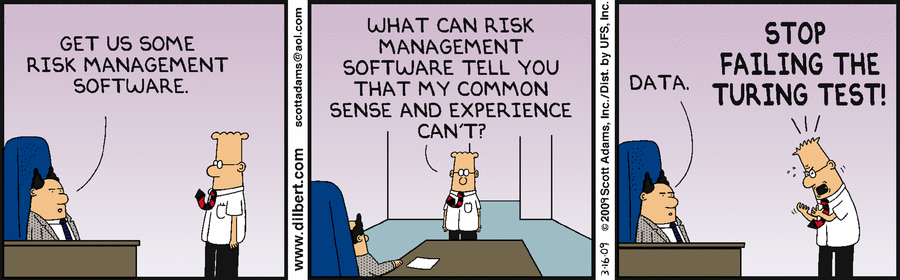 GET US SOME
RISK MANAGEMENT
SOFTWARE.
www.dilbert.com scottadams@aol.com
WHAT CAN RISK
MANAGEMENT
SOFTWARE TELL YOU
THAT MY COMMON
SENSE AND EXPERIENCE
CAN'T?
3-16-09 © 2009 Scott Adams, Inc./Dist. by UFS, Inc.
DATA.
STOP
FAILING THE
TURING TEST!